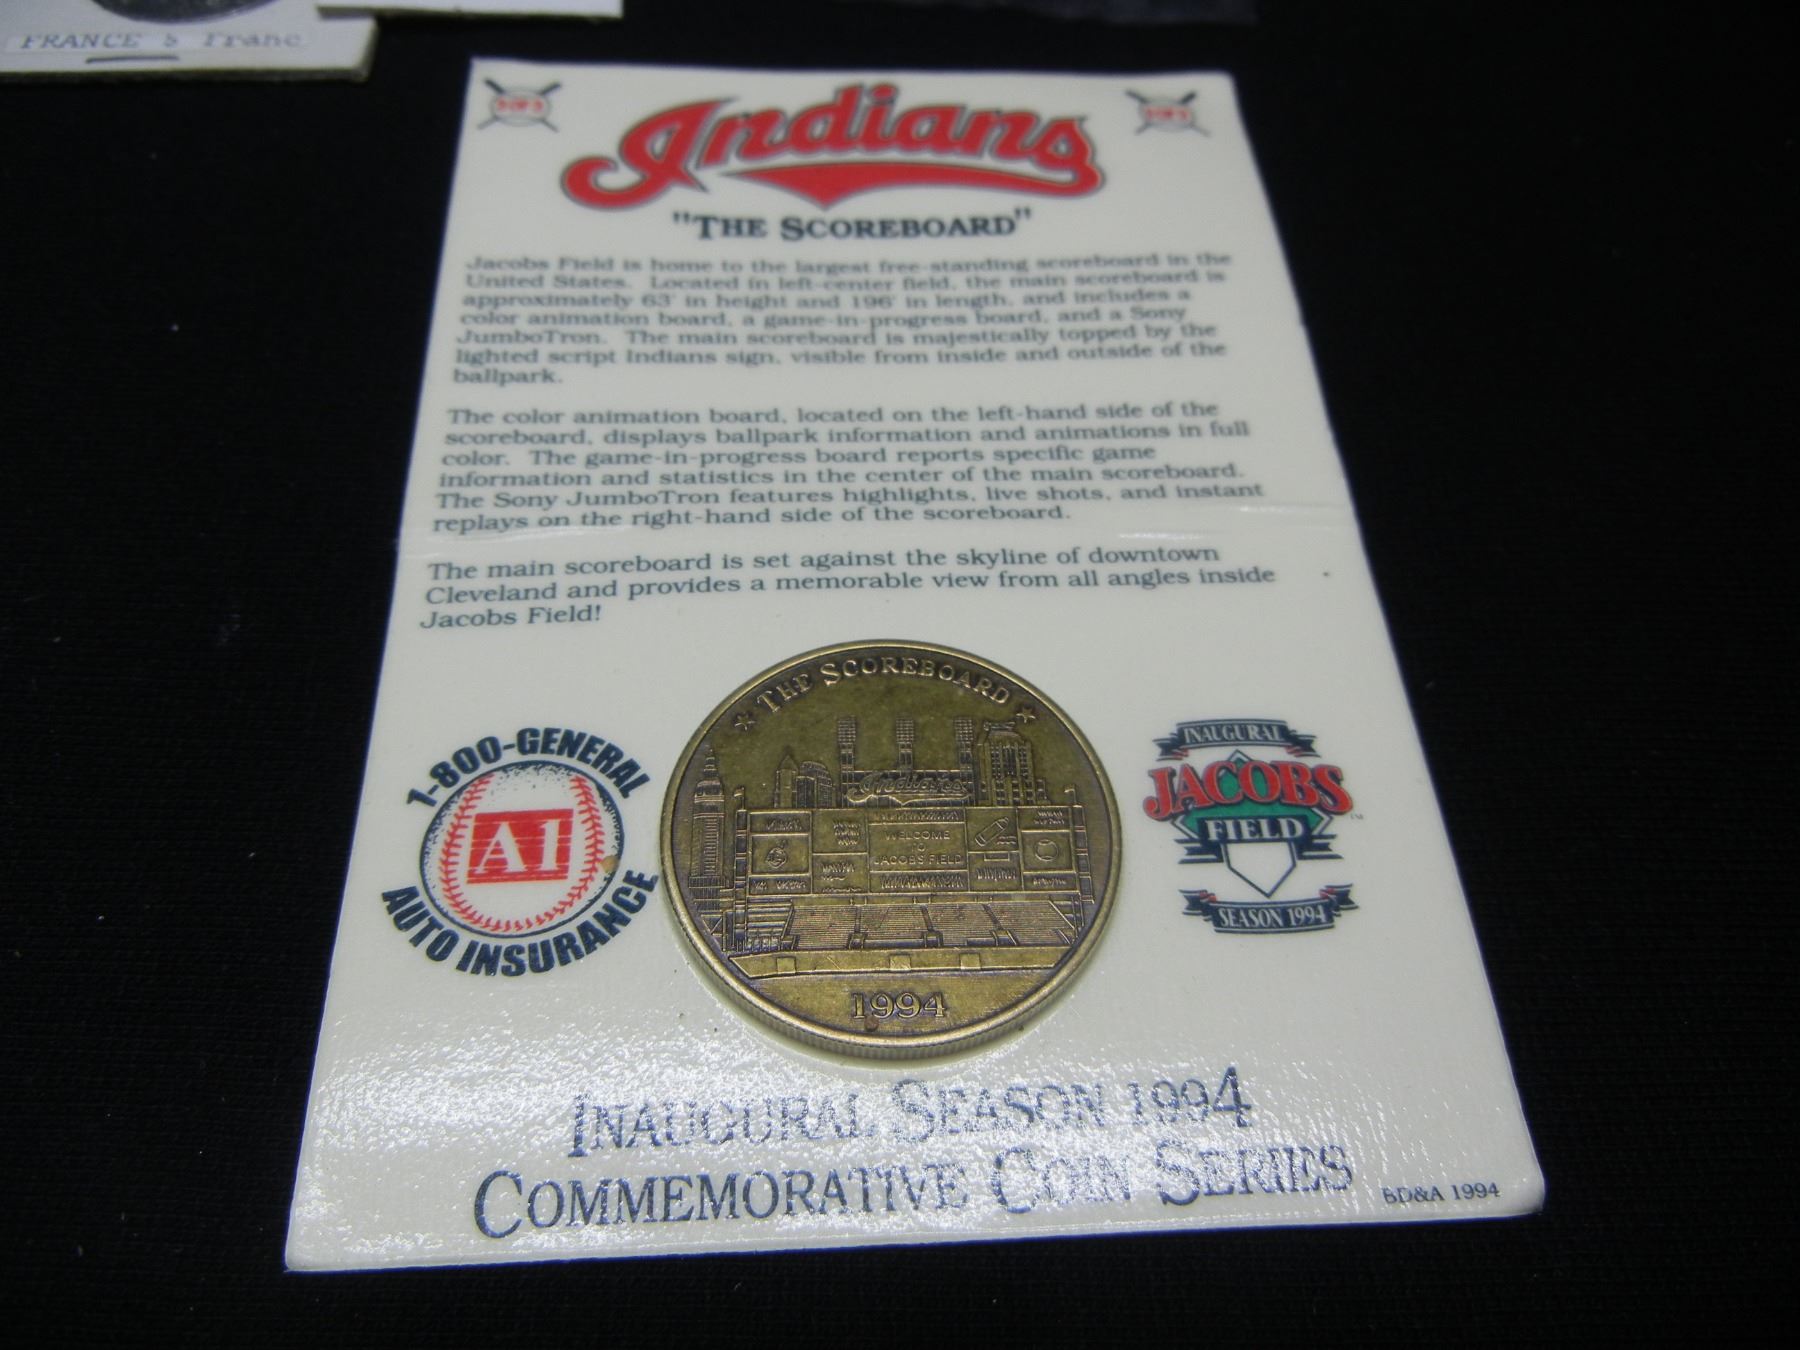 FRANCE 5 Franc
Indians
"THE SCOREBOARD"
Jacobs Field is home to the largest free-standing scoreboard in the
United States. Located in left-center field, the main scoreboard is
approximately 63' in height and 196' in length, and includes a
color animation board, a game-in-progress board, and a Sony
JumboTron. The main scoreboard is majestically topped by the
lighted script Indians sign, visible from inside and outside of the
ballpark.
The color animation board, located on the left-hand side of the
scoreboard, displays ballpark information and animations in full
color. The game-in-progress board reports specific game
information and statistics in the center of the main scoreboard.
The Sony JumboTron features highlights, live shots, and instant
replays on the right-hand side of the scoreboard.
The main scoreboard is set against the skyline of downtown
Cleveland and provides a memorable view from all angles inside
Jacobs Field!
1-800-GENERAL
A1
AUTO INSURANCE
THE SCOREBOARD
Indians
WELCOME
TO
JACOBS FIELD
1994
INAUGURAL
JACOBS
FIELD
TM
SEASON 1994
INAUGURAL SEASON 1994
COMMEMORATIVE COIN SERIES
BD&A 1994